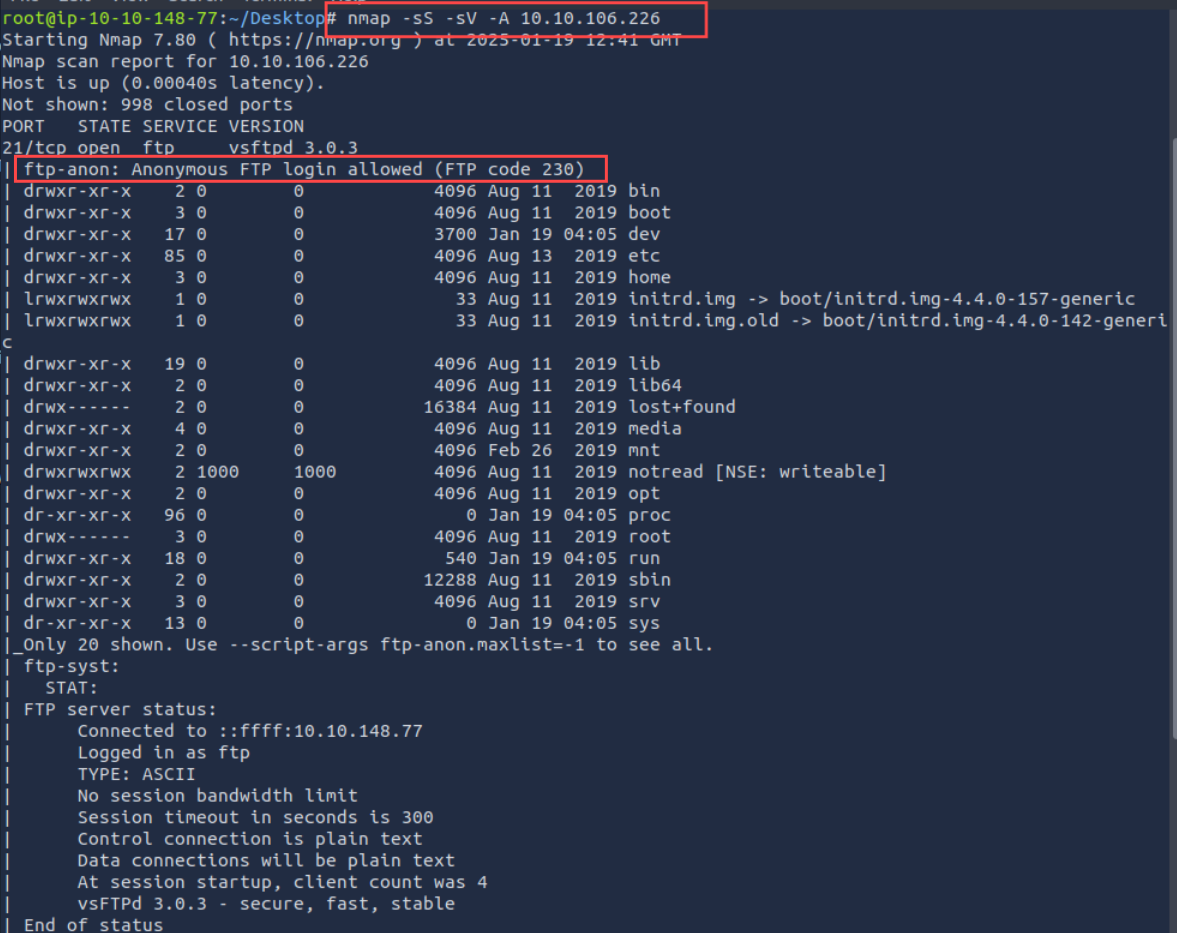 root@ip-10-10-148-77:~/Desktop# nmap -sS -sV -A 10.10.106.226
Starting Nmap 7.80 ( https://nmap.org ) at 2025-01-19 12:41 GMT
Nmap scan report for 10.10.106.226
Host is up (0.00040s latency).
Not shown: 998 closed ports
PORT   STATE SERVICE VERSION
21/tcp open  ftp     vsftpd 3.0.3
| ftp-anon: Anonymous FTP login allowed (FTP code 230)
| drwxr-xr-x    2 0        0            4096 Aug 11  2019 bin
| drwxr-xr-x    3 0        0            4096 Aug 11  2019 boot
| drwxr-xr-x   17 0        0            3700 Jan 19 04:05 dev
| drwxr-xr-x   85 0        0            4096 Aug 13  2019 etc
| drwxr-xr-x    3 0        0            4096 Aug 11  2019 home
| lrwxrwxrwx    1 0        0              33 Aug 11  2019 initrd.img -> boot/initrd.img-4.4.0-157-generic
| lrwxrwxrwx    1 0        0              33 Aug 11  2019 initrd.img.old -> boot/initrd.img-4.4.0-142-generi
c
| drwxr-xr-x   19 0        0            4096 Aug 11  2019 lib
| drwxr-xr-x    2 0        0            4096 Aug 11  2019 lib64
| drwx------    2 0        0           16384 Aug 11  2019 lost+found
| drwxr-xr-x    4 0        0            4096 Aug 11  2019 media
| drwxr-xr-x    2 0        0            4096 Feb 26  2019 mnt
| drwxrwxrwx    2 1000     1000         4096 Aug 11  2019 notread [NSE: writeable]
| drwxr-xr-x    2 0        0            4096 Aug 11  2019 opt
| dr-xr-xr-x   96 0        0               0 Jan 19 04:05 proc
| drwx------    3 0        0            4096 Aug 11  2019 root
| drwxr-xr-x   18 0        0             540 Jan 19 04:05 run
| drwxr-xr-x    2 0        0           12288 Aug 11  2019 sbin
| drwxr-xr-x    3 0        0            4096 Aug 11  2019 srv
| dr-xr-xr-x   13 0        0               0 Jan 19 04:05 sys
|_Only 20 shown. Use --script-args ftp-anon.maxlist=-1 to see all.
| ftp-syst:
|   STAT:
| FTP server status:
|      Connected to ::ffff:10.10.148.77
|      Logged in as ftp
|      TYPE: ASCII
|      No session bandwidth limit
|      Session timeout in seconds is 300
|      Control connection is plain text
|      Data connections will be plain text
|      At session startup, client count was 4
|      vsFTPd 3.0.3 - secure, fast, stable
| End of status